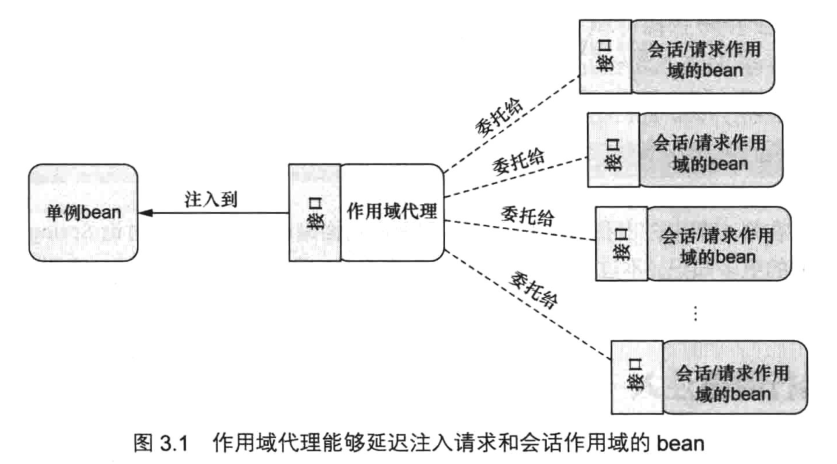 接口
会话/请求作用
域的bean
委托给
接口
会话/请求作用
域的bean
委托给
单例bean
注入到
接口
作用域代理
委托给
接口
会话/请求作用
域的bean
...
委托给
接口
会话/请求作用
域的bean
图 3.1 作用域代理能够延迟注入请求和会话作用域的 bean